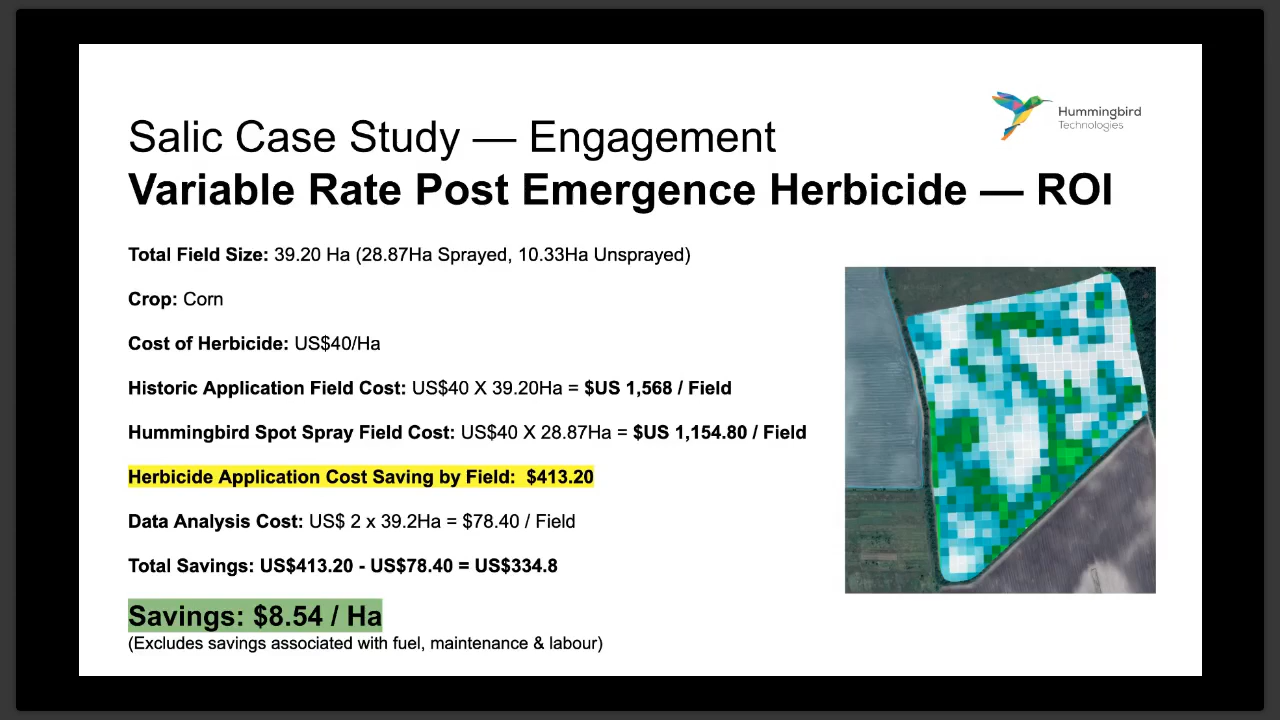 Hummingbird
Technologies
Salic Case Study — Engagement
Variable Rate Post Emergence Herbicide — ROI
Total Field Size: 39.20 Ha (28.87Ha Sprayed, 10.33Ha Unsprayed)
Crop: Corn
Cost of Herbicide: US$40/Ha
Historic Application Field Cost: US$40 X 39.20Ha = $US 1,568 / Field
Hummingbird Spot Spray Field Cost: US$40 X 28.87Ha = $US 1,154.80 / Field
Herbicide Application Cost Saving by Field:  $413.20
Data Analysis Cost: US$ 2 x 39.2Ha = $78.40 / Field
Total Savings: US$413.20 - US$78.40 = US$334.8
Savings: $8.54 / Ha
(Excludes savings associated with fuel, maintenance & labour)